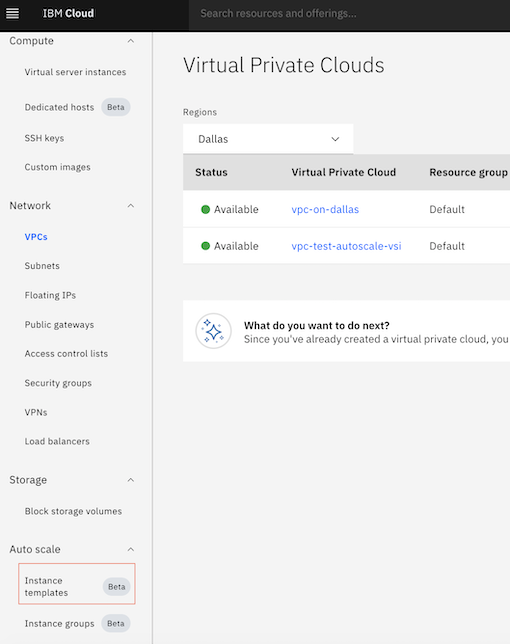 IBM Cloud
Search resources and offerings...
Compute
Virtual server instances
Dedicated hosts Beta
SSH keys
Custom images
Network
VPCs
Subnets
Floating IPs
Public gateways
Access control lists
Security groups
VPNs
Load balancers
Storage
Block storage volumes
Auto scale
Instance
templates
Beta
Instance groups Beta
Virtual Private Clouds
Regions
Dallas
Status Virtual Private Cloud Resource group
Available vpc-on-dallas Default
Available vpc-test-autoscale-vsi Default
What do you want to do next?
Since you've already created a virtual private cloud, you